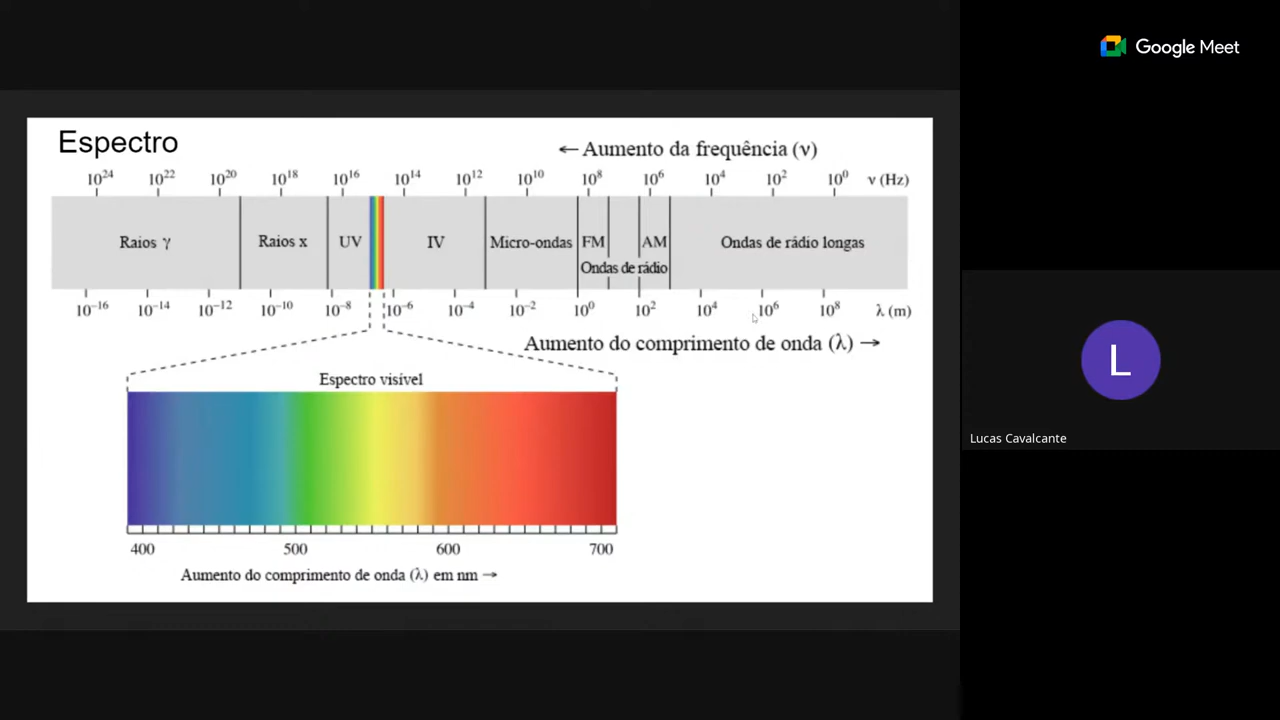 Google Meet
Espectro
← Aumento da frequência (ν)
10²⁴ 10²² 10²⁰ 10¹⁸ 10¹⁶ 10¹⁴ 10¹² 10¹⁰ 10⁸ 10⁶ 10⁴ 10² 10⁰ ν (Hz)
Raios γ Raios x UV IV Micro-ondas FM AM Ondas de rádio longas
Ondas de rádio
10⁻¹⁶ 10⁻¹⁴ 10⁻¹² 10⁻¹⁰ 10⁻⁸ 10⁻⁶ 10⁻⁴ 10⁻² 10⁰ 10² 10⁴ 10⁶ 10⁸ λ (m)
Aumento do comprimento de onda (λ) →
Espectro visível
400 500 600 700
Aumento do comprimento de onda (λ) em nm →
L
Lucas Cavalcante